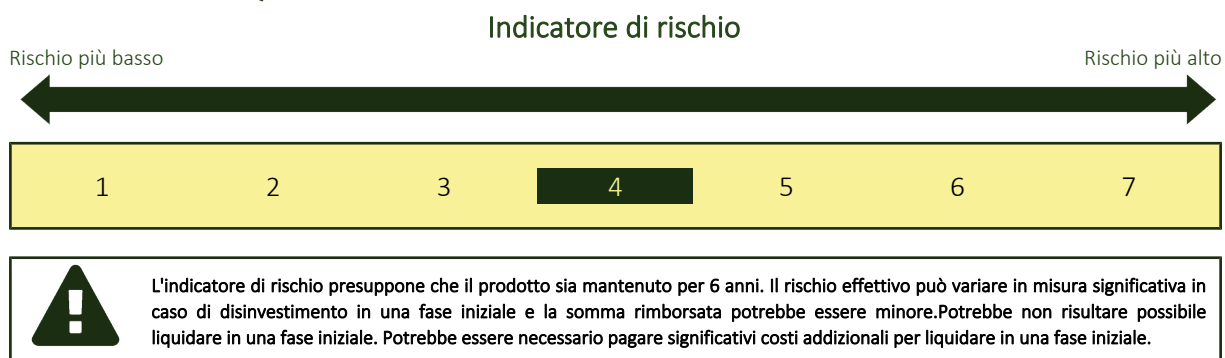 Indicatore di rischio
Rischio più basso
Rischio più alto
1 2 3 4 5 6 7
L'indicatore di rischio presuppone che il prodotto sia mantenuto per 6 anni. Il rischio effettivo può variare in misura significativa in
caso di disinvestimento in una fase iniziale e la somma rimborsata potrebbe essere minore.Potrebbe non risultare possibile
liquidare in una fase iniziale. Potrebbe essere necessario pagare significativi costi addizionali per liquidare in una fase iniziale.